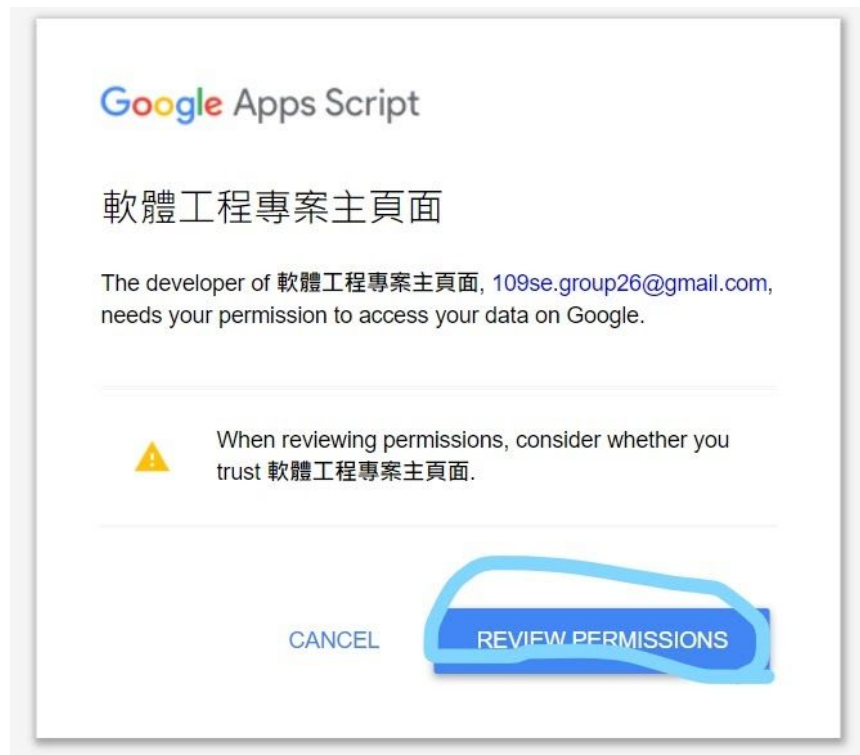 Google Apps Script
軟體工程專案主頁面
The developer of 軟體工程專案主頁面, 109se.group26@gmail.com,
needs your permission to access your data on Google.
When reviewing permissions, consider whether you
trust 軟體工程專案主頁面.
CANCEL
REVIEW PERMISSIONS